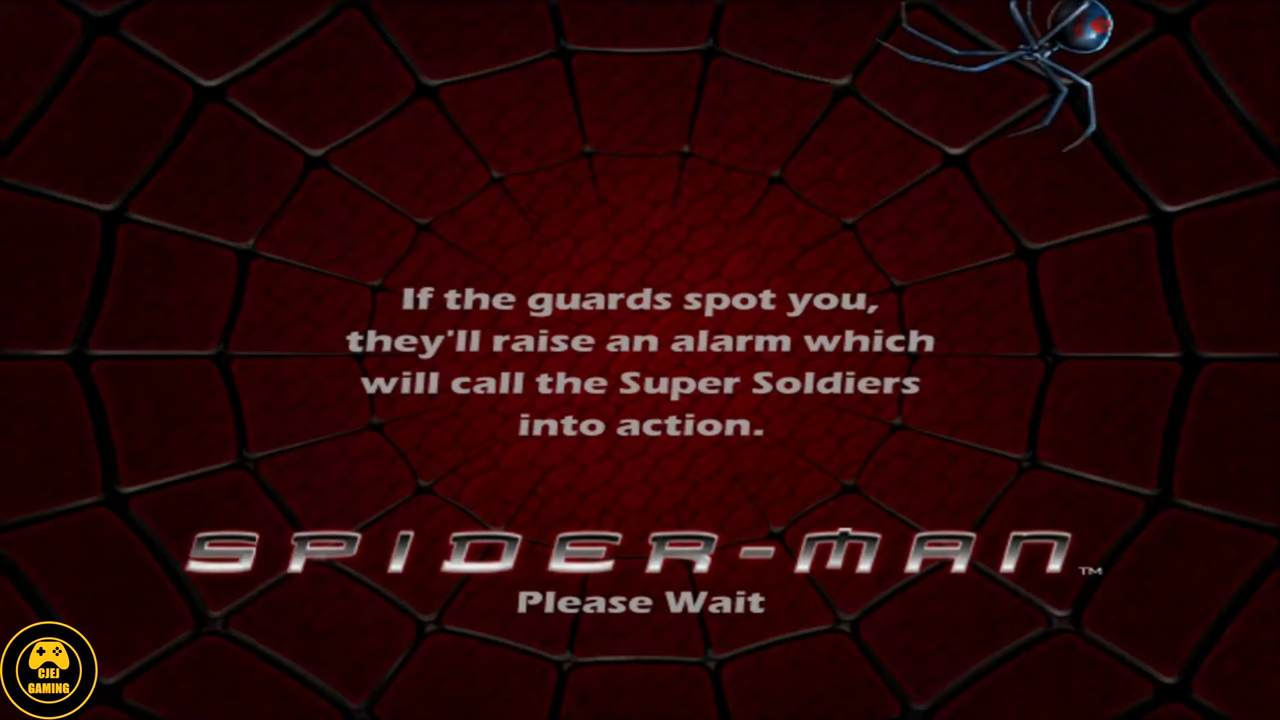 If the guards spot you,
they'll raise an alarm which
will call the Super Soldiers
into action.
SPIDER-MAN™
Please Wait
CJEJ
GAMING